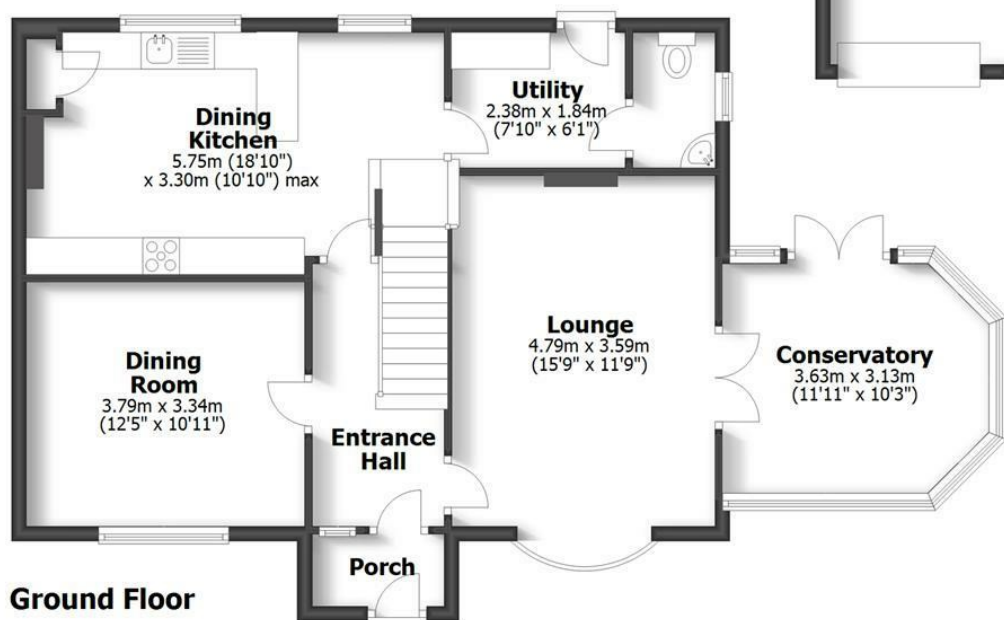 Dining
Kitchen
5.75m (18'10")
x 3.30m (10'10") max
Utility
2.38m x 1.84m
(7'10" x 6'1")
Dining
Room
3.79m x 3.34m
(12'5" x 10'11")
Entrance
Hall
Lounge
4.79m x 3.59m
(15'9" x 11'9")
Conservatory
3.63m x 3.13m
(11'11" x 10'3")
Porch
Ground Floor